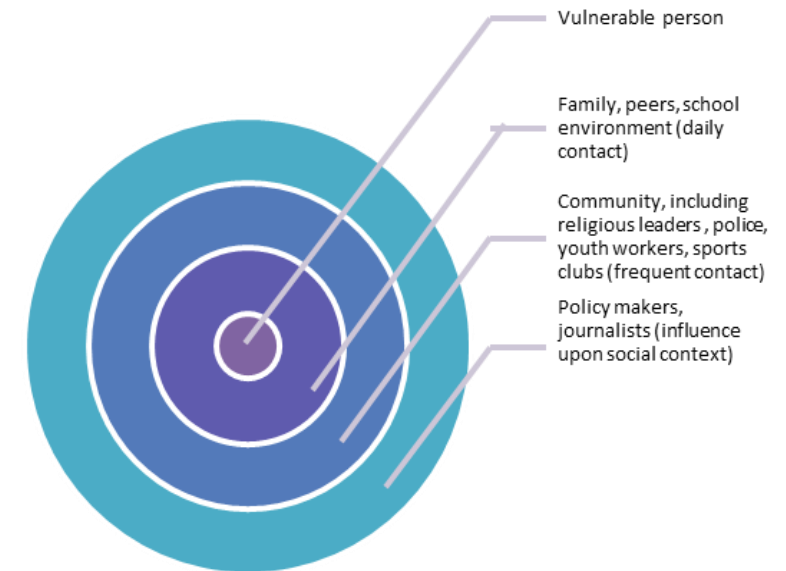 Vulnerable person
Family, peers, school
environment (daily
contact)
Community, including
religious leaders , police,
youth workers, sports
clubs (frequent contact)
Policy makers,
journalists (influence
upon social context)